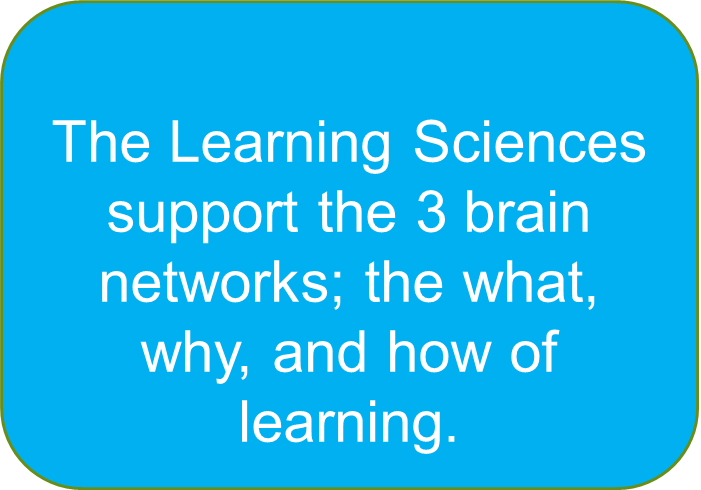 The Learning Sciences
support the 3 brain
networks; the what,
why, and how of
learning.